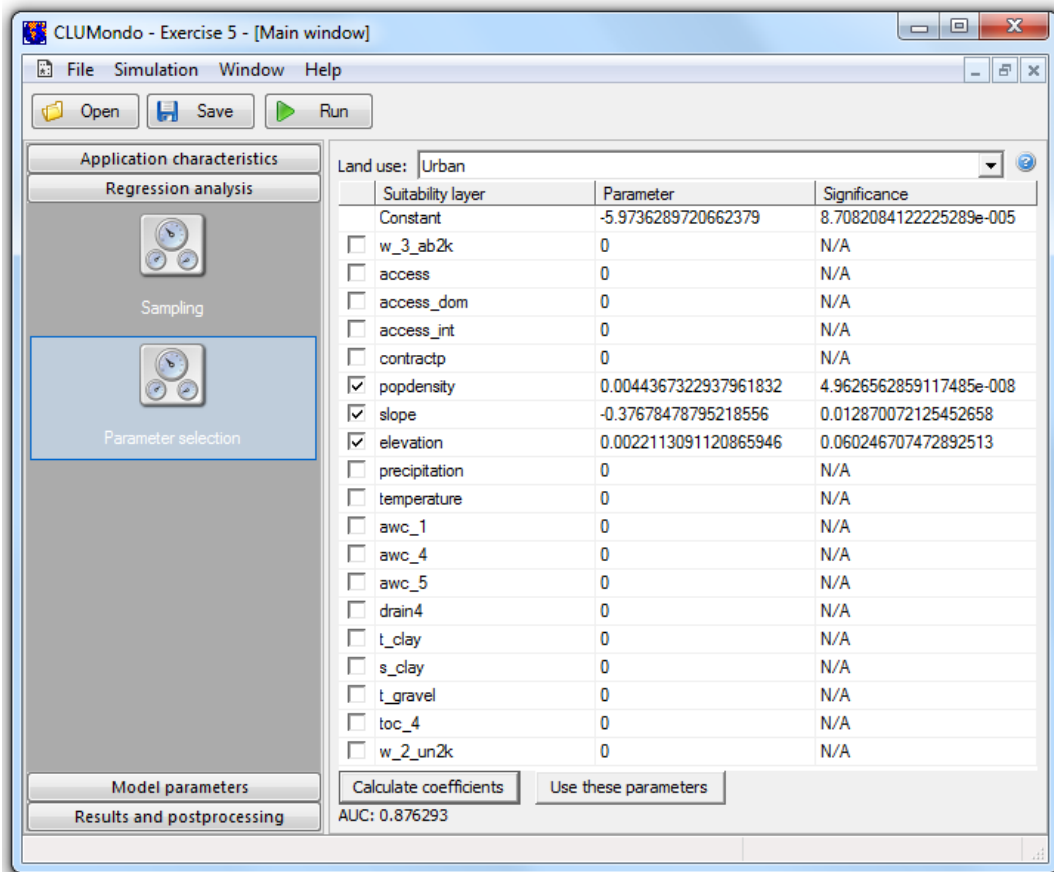 CLUMondo - Exercise 5 - [Main window]
File Simulation Window Help
Open Save Run
Application characteristics
Regression analysis
Sampling
Parameter selection
Model parameters
Results and postprocessing
Land use: Urban
Suitability layer Parameter Significance
Constant -5.9736289720662379 8.7082084122225289e-005
w_3_ab2k 0 N/A
access 0 N/A
access_dom 0 N/A
access_int 0 N/A
contractp 0 N/A
popdensity 0.0044367322937961832 4.9626562859117485e-008
slope -0.37678478795218556 0.012870072125452658
elevation 0.0022113091120865946 0.060246707472892513
precipitation 0 N/A
temperature 0 N/A
awc_1 0 N/A
awc_4 0 N/A
awc_5 0 N/A
drain4 0 N/A
t_clay 0 N/A
s_clay 0 N/A
t_gravel 0 N/A
toc_4 0 N/A
w_2_un2k 0 N/A
Calculate coefficients Use these parameters
AUC: 0.876293